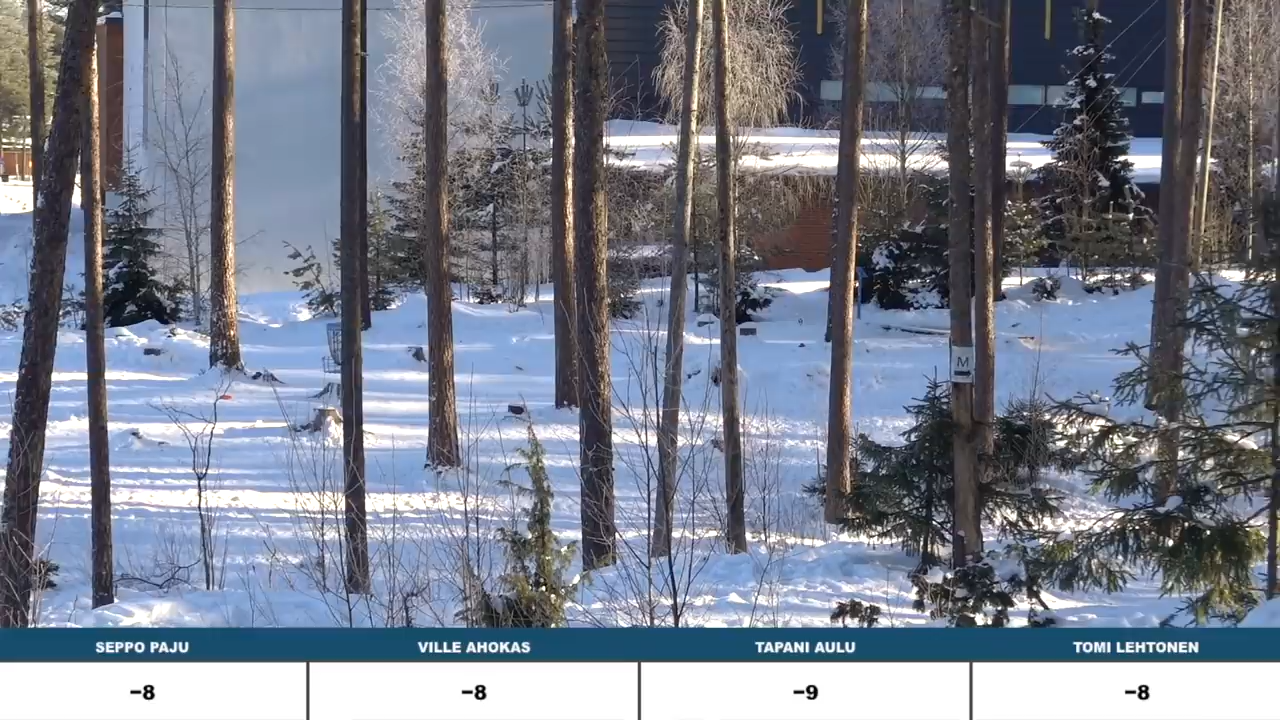 M
SEPPO PAJU VILLE AHOKAS TAPANI AULU TOMI LEHTONEN
−8 −8 −9 −8